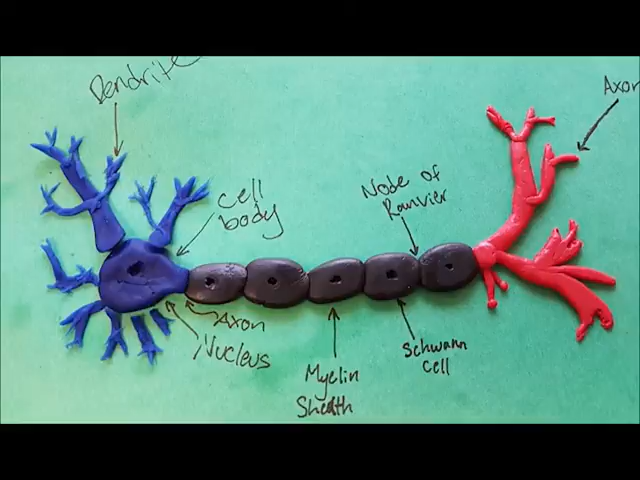 Dendrite
Axon
Cell
body
Node of
Ranvier
Axon
Nucleus
Schwann
Cell
Myelin
Sheath